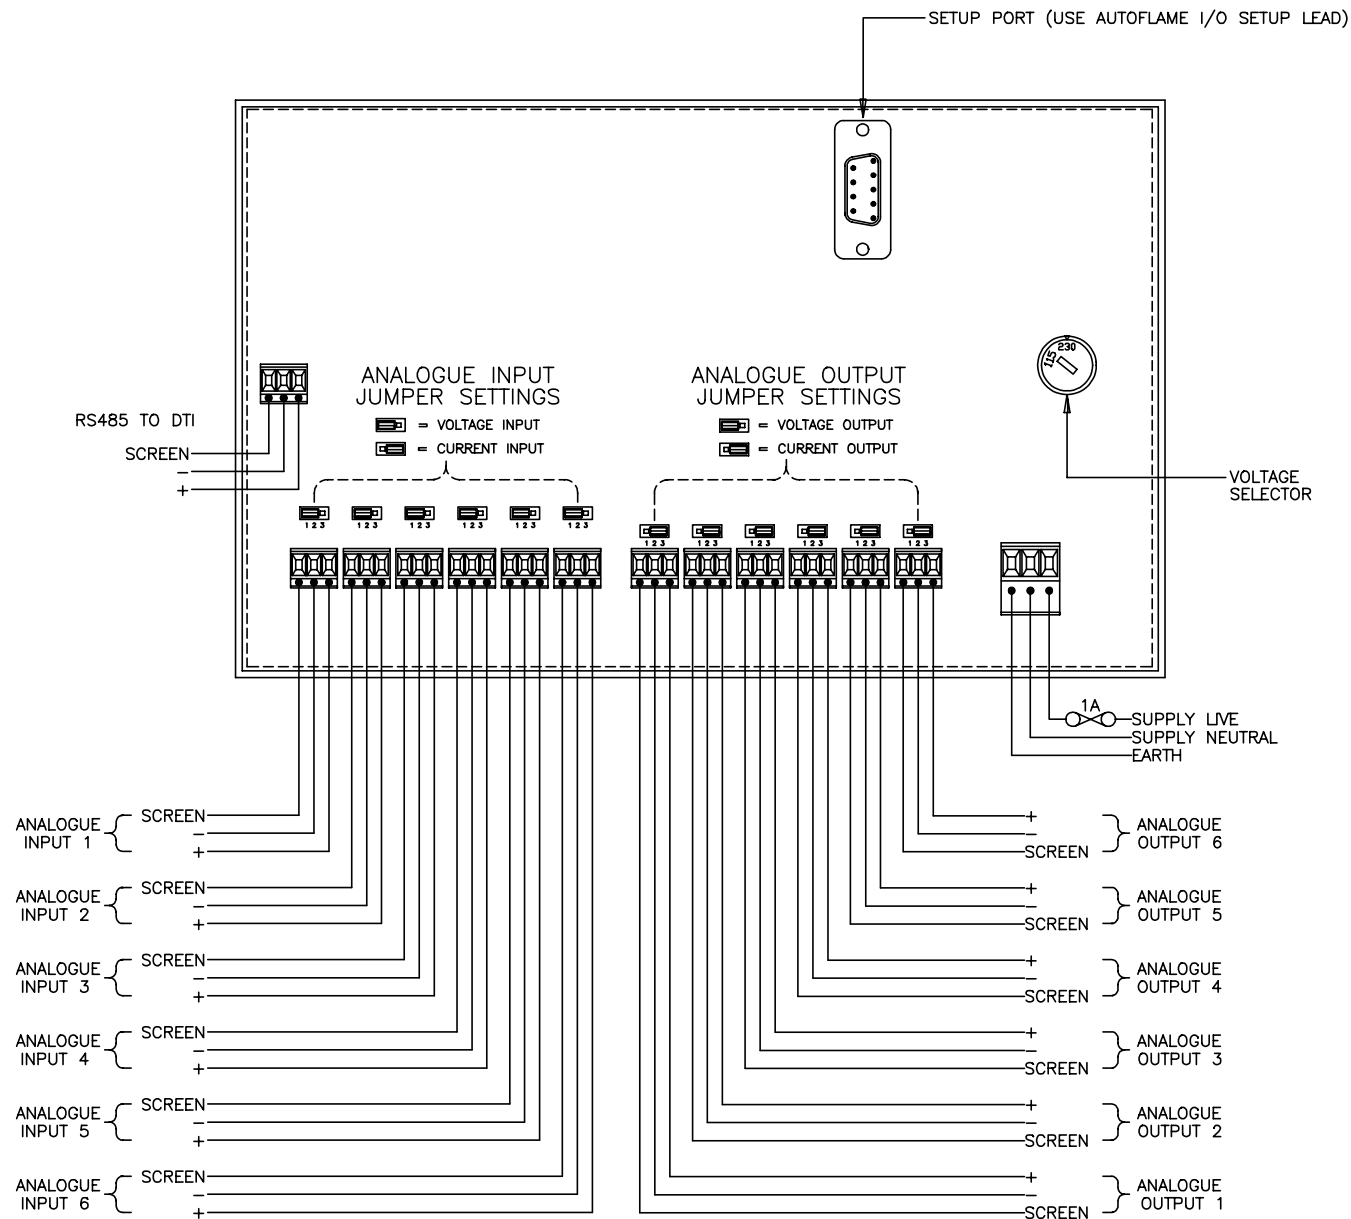 SETUP PORT (USE AUTOFLAME I/O SETUP LEAD)
115
230
ANALOGUE INPUT
JUMPER SETTINGS
= VOLTAGE INPUT
= CURRENT INPUT
ANALOGUE OUTPUT
JUMPER SETTINGS
= VOLTAGE OUTPUT
= CURRENT OUTPUT
RS485 TO DTI
SCREEN
-
+
VOLTAGE
SELECTOR
1 2 3
1 2 3
1 2 3
1 2 3
1 2 3
1 2 3
1 2 3
1 2 3
1 2 3
1 2 3
1 2 3
1 2 3
1A
SUPPLY LIVE
SUPPLY NEUTRAL
EARTH
ANALOGUE
INPUT 1
SCREEN
-
+
ANALOGUE
INPUT 2
SCREEN
-
+
ANALOGUE
INPUT 3
SCREEN
-
+
ANALOGUE
INPUT 4
SCREEN
-
+
ANALOGUE
INPUT 5
SCREEN
-
+
ANALOGUE
INPUT 6
SCREEN
-
+
+
-
SCREEN
ANALOGUE
OUTPUT 6
+
-
SCREEN
ANALOGUE
OUTPUT 5
+
-
SCREEN
ANALOGUE
OUTPUT 4
+
-
SCREEN
ANALOGUE
OUTPUT 3
+
-
SCREEN
ANALOGUE
OUTPUT 2
+
-
SCREEN
ANALOGUE
OUTPUT 1